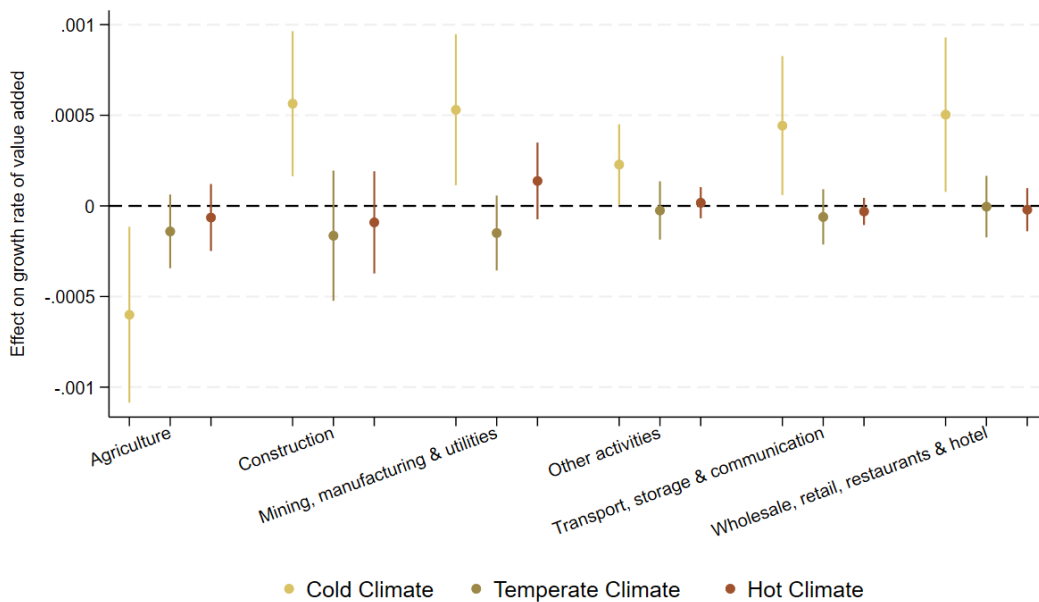 Effect on growth rate of value added
.001
.0005
0
-.0005
-.001
Agriculture
Construction
Mining, manufacturing & utilities
Other activities
Transport, storage & communication
Wholesale, retail, restaurants & hotel
Cold Climate
Temperate Climate
Hot Climate